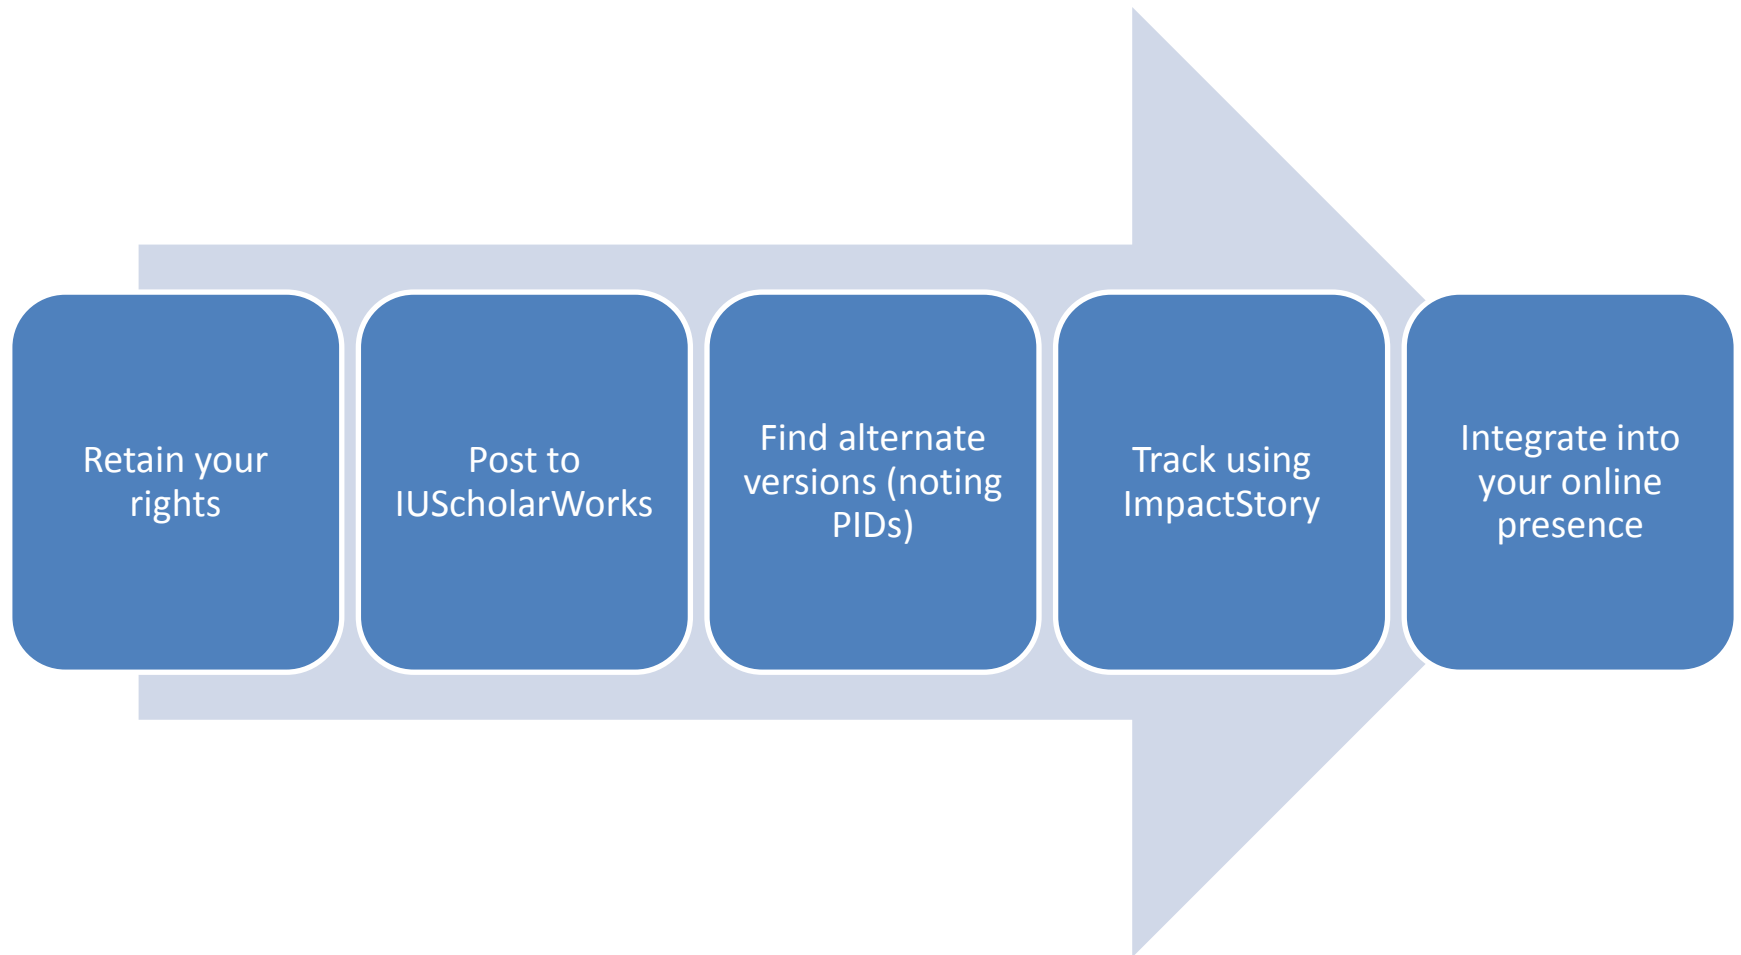 Retain your
rights
Post to
IUScholarWorks
Find alternate
versions (noting
PIDs)
Track using
ImpactStory
Integrate into
your online
presence